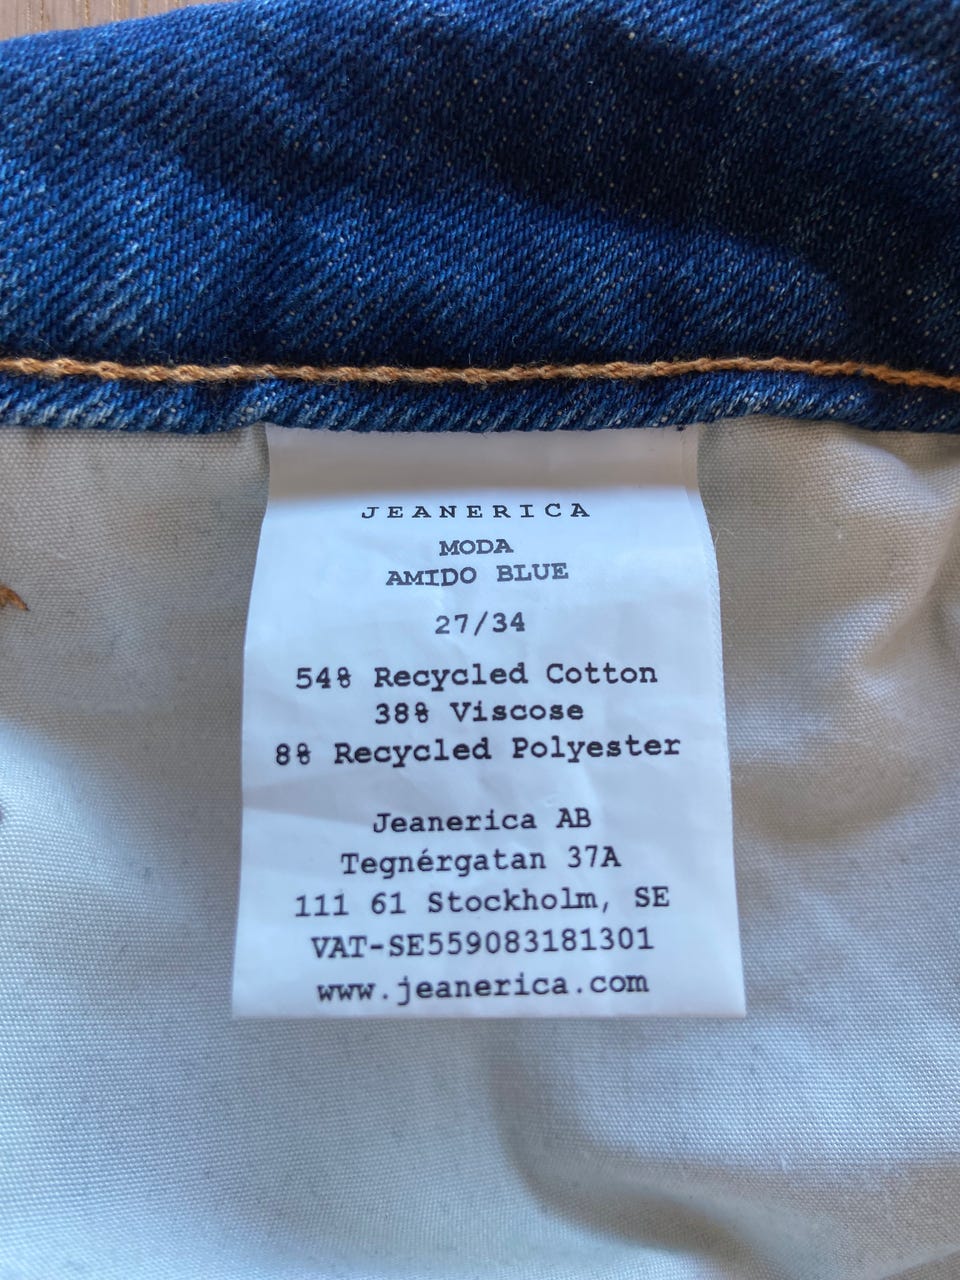 JEANERICA
MODA
AMIDO BLUE
27/34
54% Recycled Cotton
38% Viscose
8% Recycled Polyester
Jeanerica AB
Tegnérgatan 37A
111 61 Stockholm, SE
VAT-SE559083181301
www.jeanerica.com